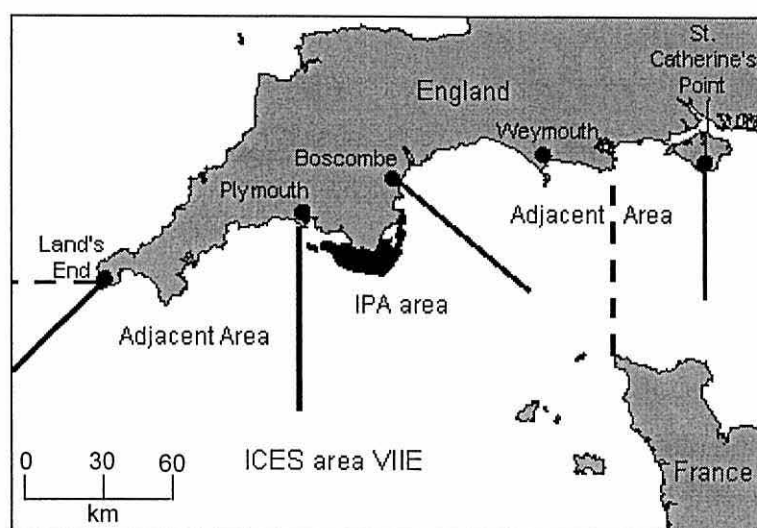 St.
Catherine's
Point
England
Weymouth
Boscombe
Plymouth
Adjacent Area
Land's
End
IPA area
Adjacent Area
0 30 60
km
ICES area VIIE
France